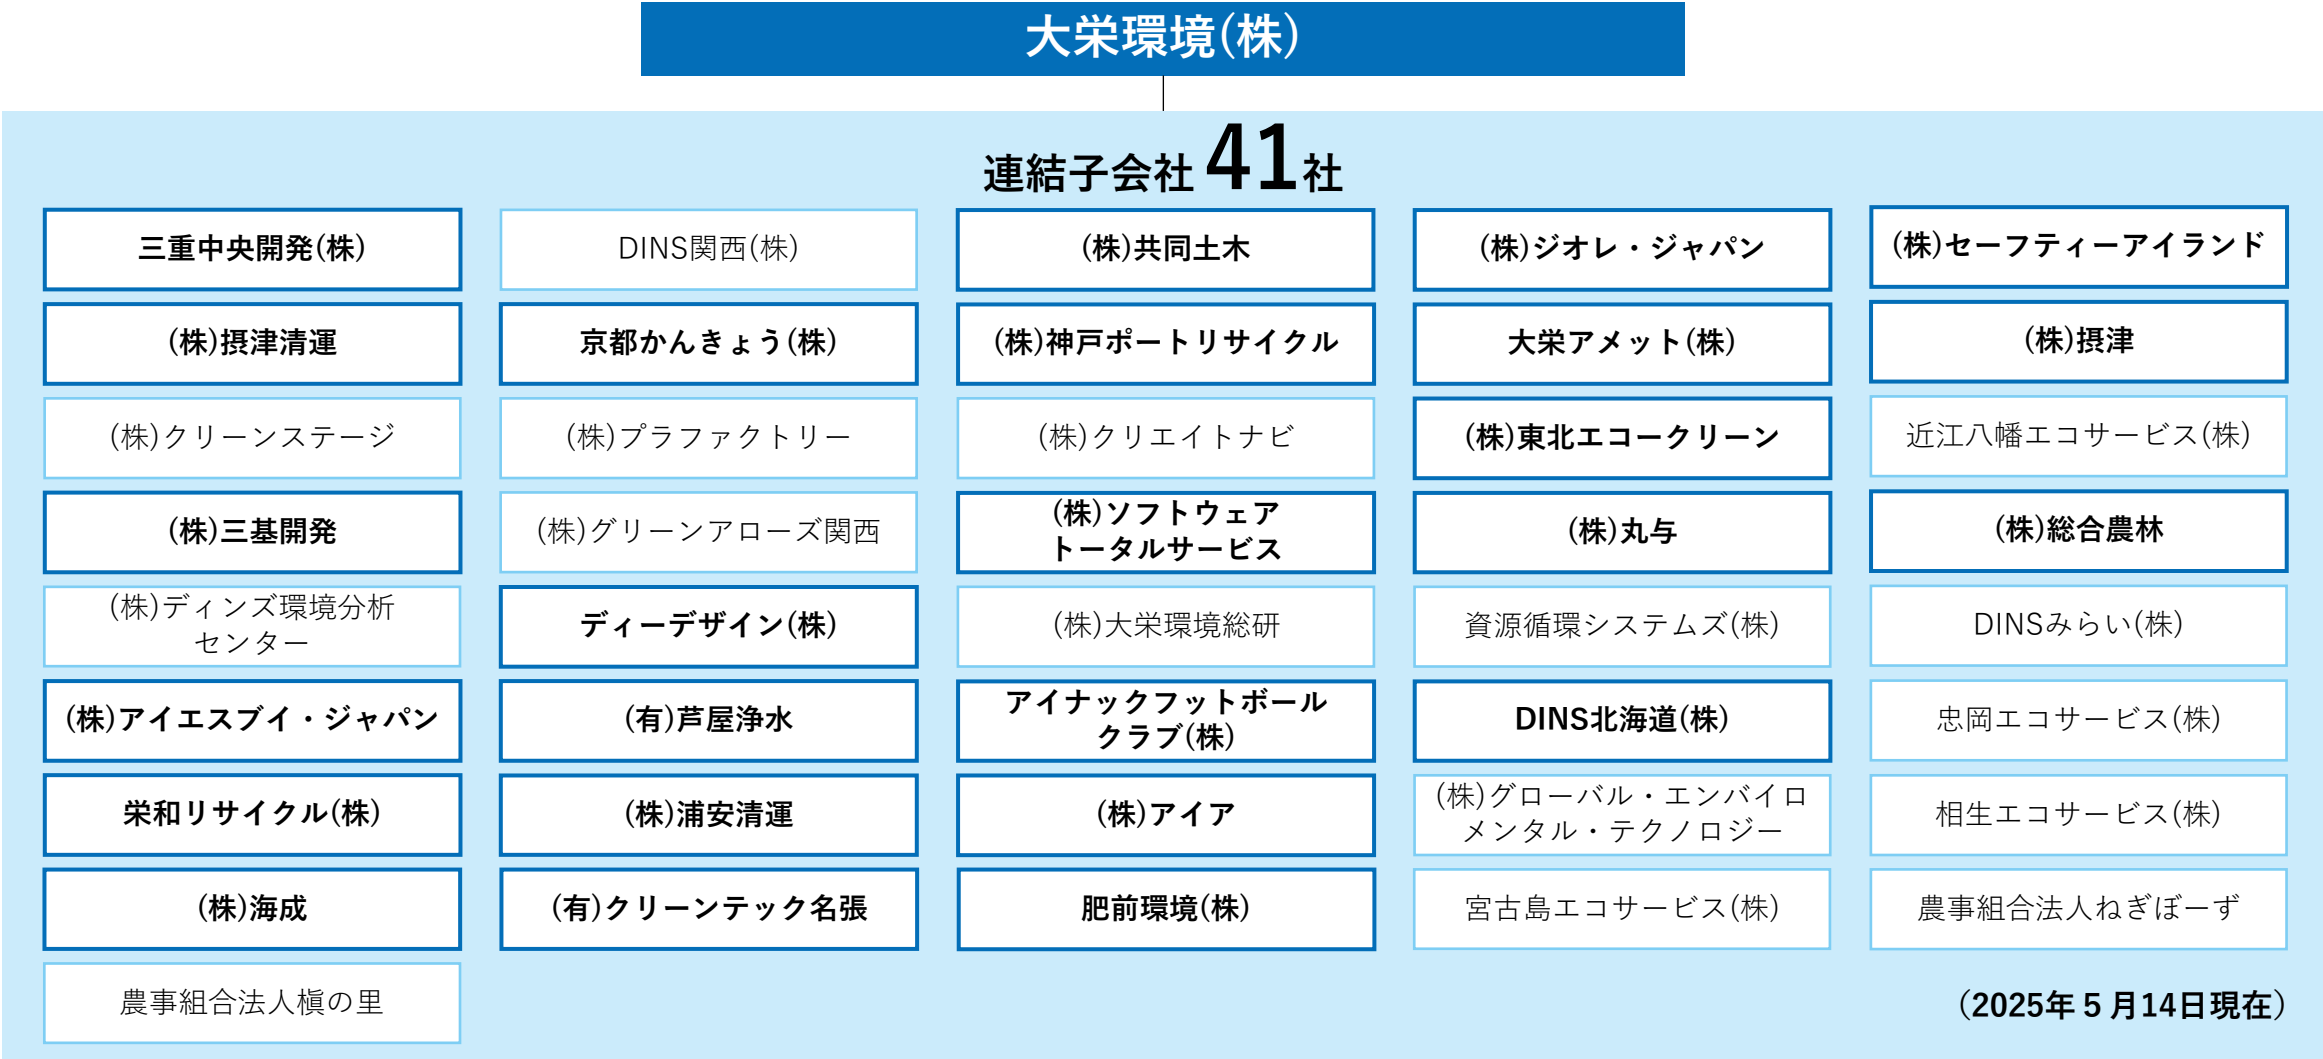 大栄環境(株)
連結子会社 41社
三重中央開発(株)
DINS関西(株)
(株)共同土木
(株)ジオレ・ジャパン
(株)セーフティーアイランド
(株)摂津清運
京都かんきょう(株)
(株)神戸ポートリサイクル
大栄アメット(株)
(株)摂津
(株)クリーンステージ
(株)プラファクトリー
(株)クリエイトナビ
(株)東北エコークリーン
近江八幡エコサービス(株)
(株)三基開発
(株)グリーンアローズ関西
(株)ソフトウェア
トータルサービス
(株)丸与
(株)総合農林
(株)ディンズ環境分析
センター
ディーデザイン(株)
(株)大栄環境総研
資源循環システムズ(株)
DINSみらい(株)
(株)アイエスブイ・ジャパン
(有)芦屋浄水
アイナックフットボール
クラブ(株)
DINS北海道(株)
忠岡エコサービス(株)
栄和リサイクル(株)
(株)浦安清運
(株)アイア
(株)グローバル・エンバイロ
メンタル・テクノロジー
相生エコサービス(株)
(株)海成
(有)クリーンテック名張
肥前環境(株)
宮古島エコサービス(株)
農事組合法人ねぎぼーず
農事組合法人槇の里
（2025年５月14日現在）